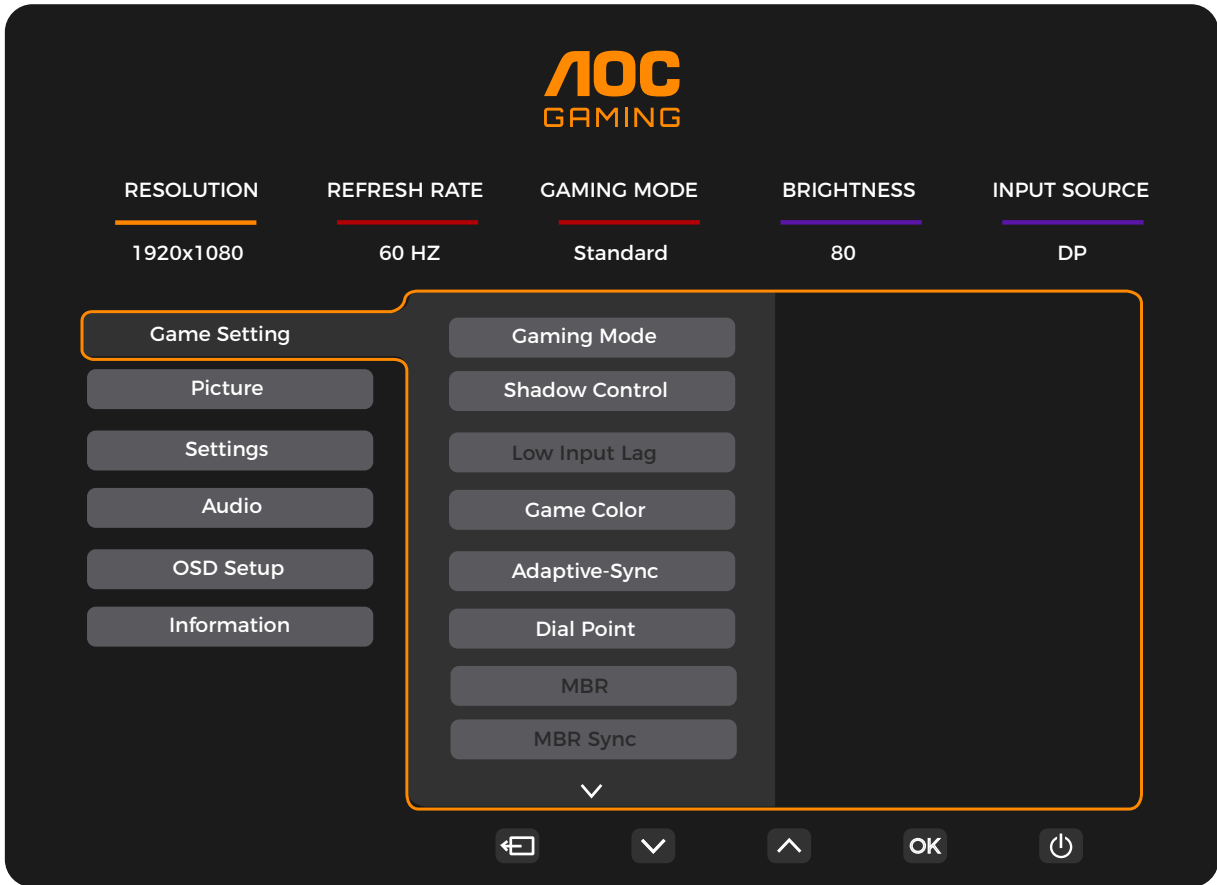 AOC
GAMING
RESOLUTION REFRESH RATE GAMING MODE BRIGHTNESS INPUT SOURCE
1920x1080 60 HZ Standard 80 DP
Game Setting
Picture
Settings
Audio
OSD Setup
Information
Gaming Mode
Shadow Control
Low Input Lag
Game Color
Adaptive-Sync
Dial Point
MBR
MBR Sync
OK